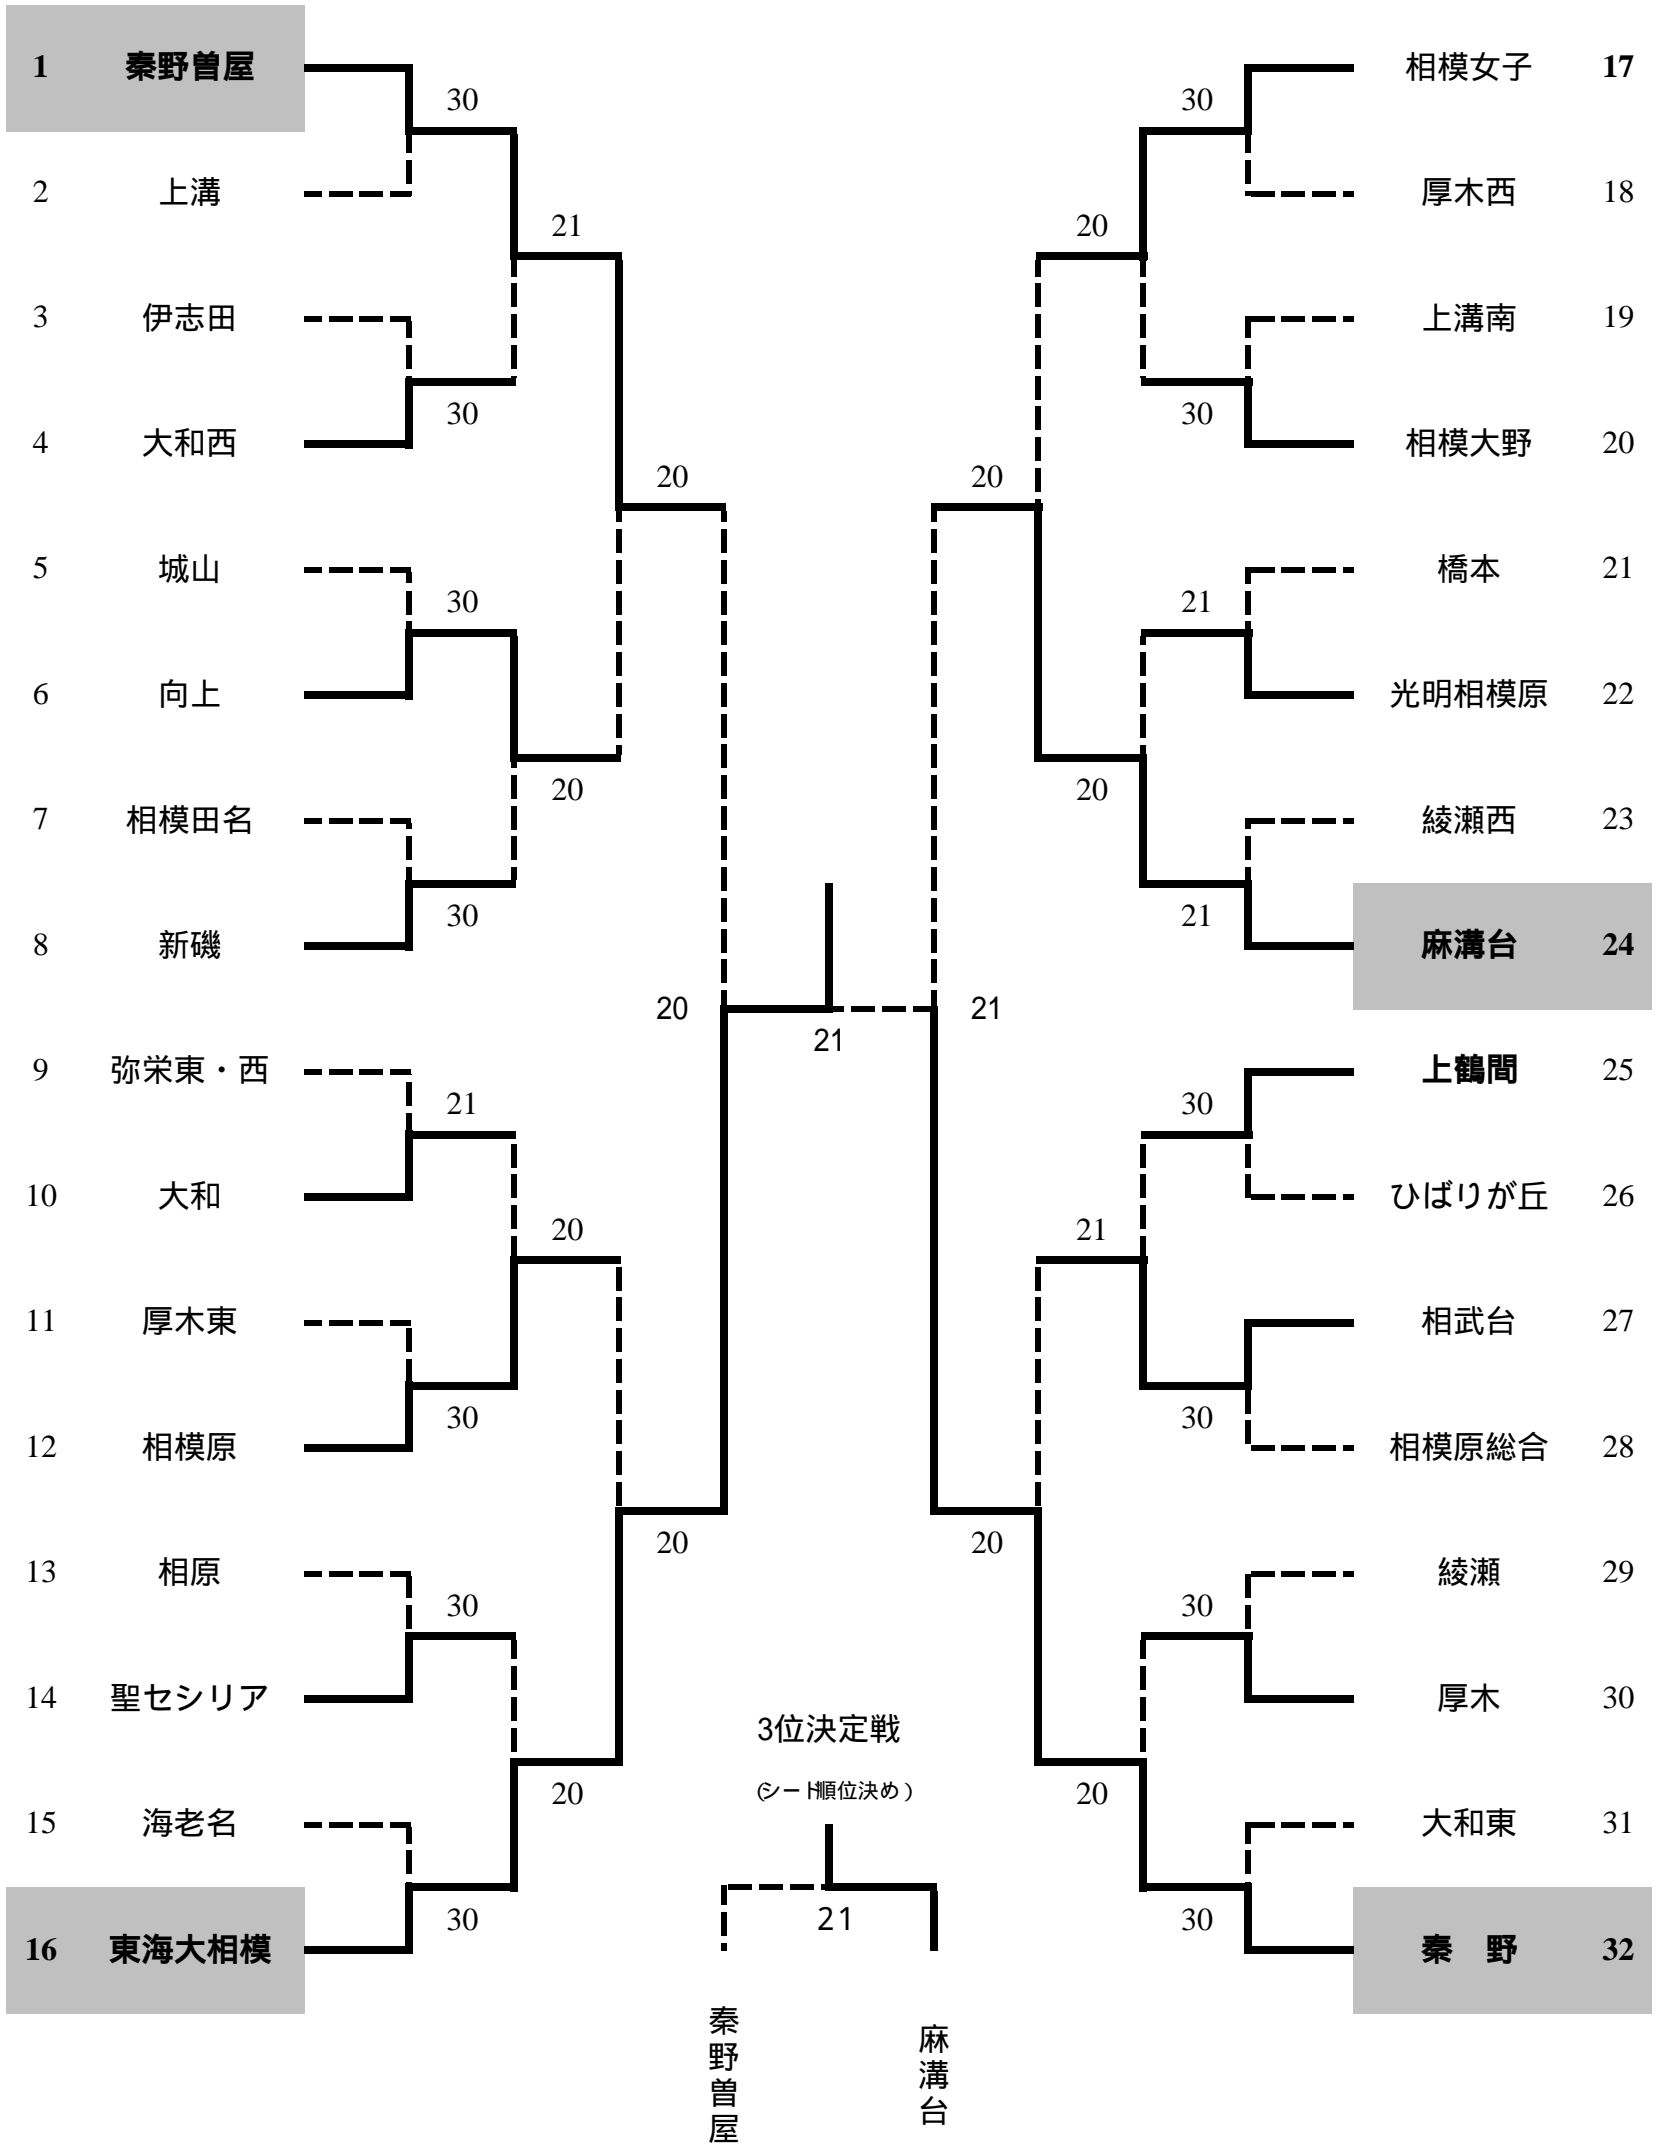 1 秦野曽屋
30
2 上溝
21
3 伊志田
30
4 大和西
20
5 城山
30
6 向上
20
7 相模田名
30
8 新磯
20
9 弥栄東・西
21
10 大和
20
11 厚木東
30
12 相模原
20
13 相原
30
14 聖セシリア
20
15 海老名
30
16 東海大相模
21
相模女子 17
30
厚木西 18
20
上溝南 19
30
相模大野 20
20
橋本 21
21
光明相模原 22
20
綾瀬西 23
21
麻溝台 24
21
上鶴間 25
30
ひばりが丘 26
21
相武台 27
30
相模原総合 28
20
綾瀬 29
30
厚木 30
20
大和東 31
30
秦 野 32
3位決定戦
(シード順位決め)
21
秦野曽屋
麻溝台